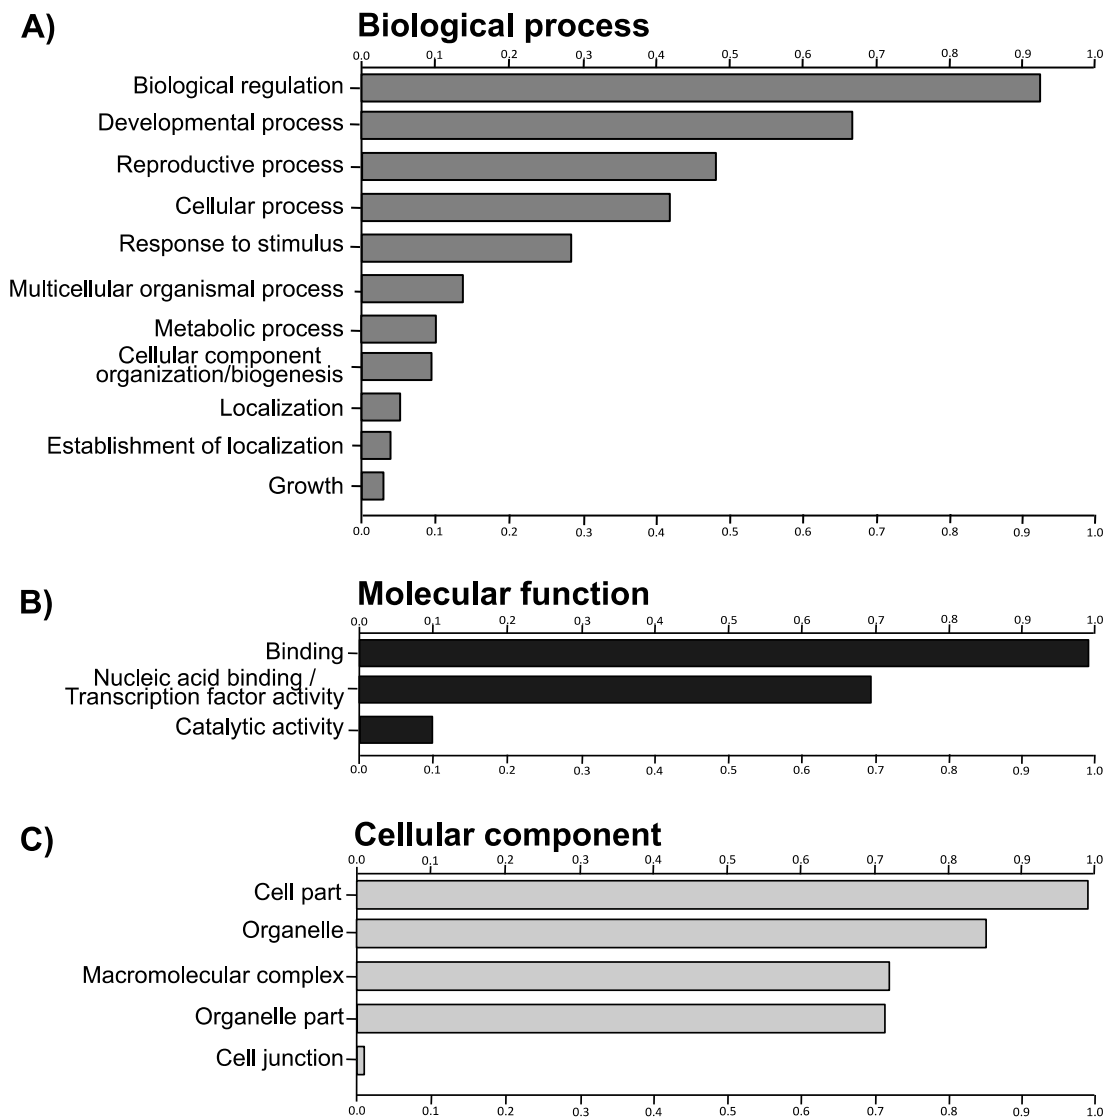 A)
Biological process
0.0 0.1 0.2 0.3 0.4 0.5 0.6 0.7 0.8 0.9 1.0
Biological regulation
Developmental process
Reproductive process
Cellular process
Response to stimulus
Multicellular organismal process
Metabolic process
Cellular component
organization/biogenesis
Localization
Establishment of localization
Growth
0.0 0.1 0.2 0.3 0.4 0.5 0.6 0.7 0.8 0.9 1.0
B)
Molecular function
0.0 0.1 0.2 0.3 0.4 0.5 0.6 0.7 0.8 0.9 1.0
Binding
Nucleic acid binding /
Transcription factor activity
Catalytic activity
0.0 0.1 0.2 0.3 0.4 0.5 0.6 0.7 0.8 0.9 1.0
C)
Cellular component
0.0 0.1 0.2 0.3 0.4 0.5 0.6 0.7 0.8 0.9 1.0
Cell part
Organelle
Macromolecular complex
Organelle part
Cell junction
0.0 0.1 0.2 0.3 0.4 0.5 0.6 0.7 0.8 0.9 1.0